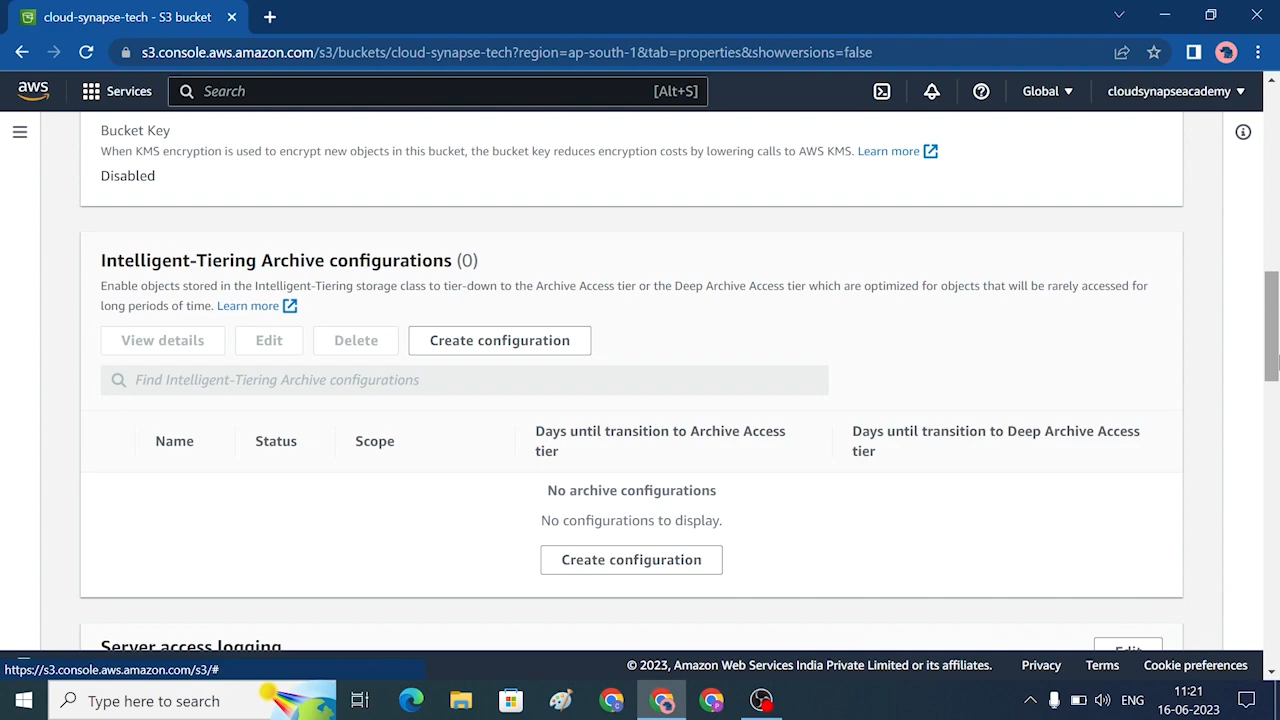 cloud-synapse-tech - S3 bucket
s3.console.aws.amazon.com/s3/buckets/cloud-synapse-tech?region=ap-south-1&tab=properties&showversions=false
aws
Services
Search
[Alt+S]
Global
cloudsynapseacademy
Bucket Key
When KMS encryption is used to encrypt new objects in this bucket, the bucket key reduces encryption costs by lowering calls to AWS KMS. Learn more
Disabled
Intelligent-Tiering Archive configurations (0)
Enable objects stored in the Intelligent-Tiering storage class to tier-down to the Archive Access tier or the Deep Archive Access tier which are optimized for objects that will be rarely accessed for
long periods of time. Learn more
View details
Edit
Delete
Create configuration
Find Intelligent-Tiering Archive configurations
Name
Status
Scope
Days until transition to Archive Access
tier
Days until transition to Deep Archive Access
tier
No archive configurations
No configurations to display.
Create configuration
Server access logging
Edit
https://s3.console.aws.amazon.com/s3/#
© 2023, Amazon Web Services India Private Limited or its affiliates.
Privacy
Terms
Cookie preferences
Type here to search
ENG
11:21
16-06-2023